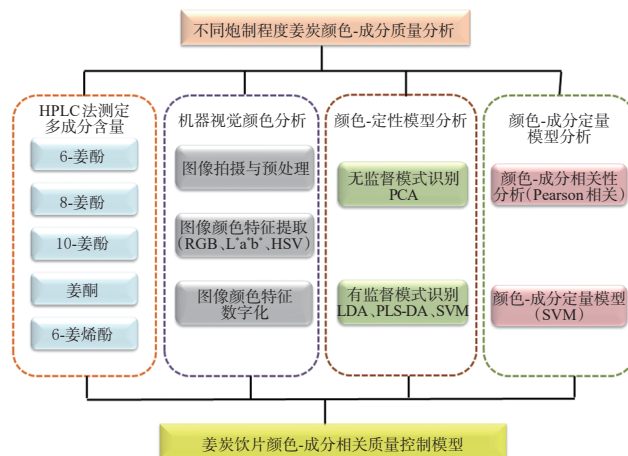 不同炮制程度姜炭颜色-成分质量分析
HPLC法测定
多成分含量
6-姜酚
8-姜酚
10-姜酚
姜酮
6-姜烯酚
机器视觉颜色分析
图像拍摄与预处理
图像颜色特征提取
(RGB、L*a*b*、HSV)
图像颜色特征
数字化
颜色-定性模型分析
无监督模式识别
PCA
有监督模式识别
LDA、PLS-DA、SVM
颜色-成分定量
模型分析
颜色-成分相关性
分析(Pearson相关)
颜色-成分定量模型
(SVM)
姜炭饮片颜色-成分相关质量控制模型